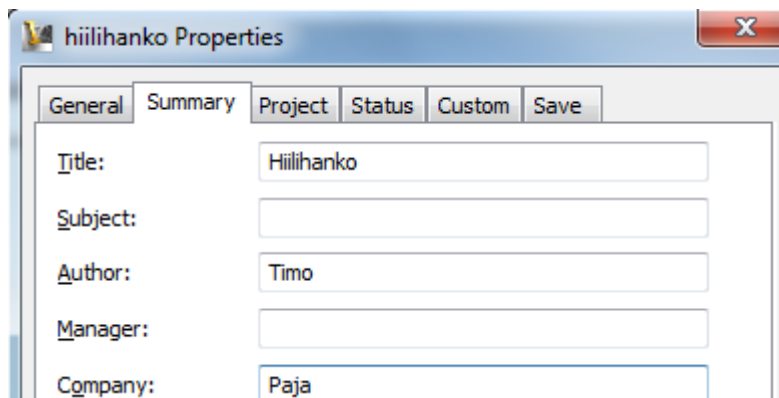 hiilihanko Properties
General Summary Project Status Custom Save
Title: Hiilihanko
Subject:
Author: Timo
Manager:
Company: Paja